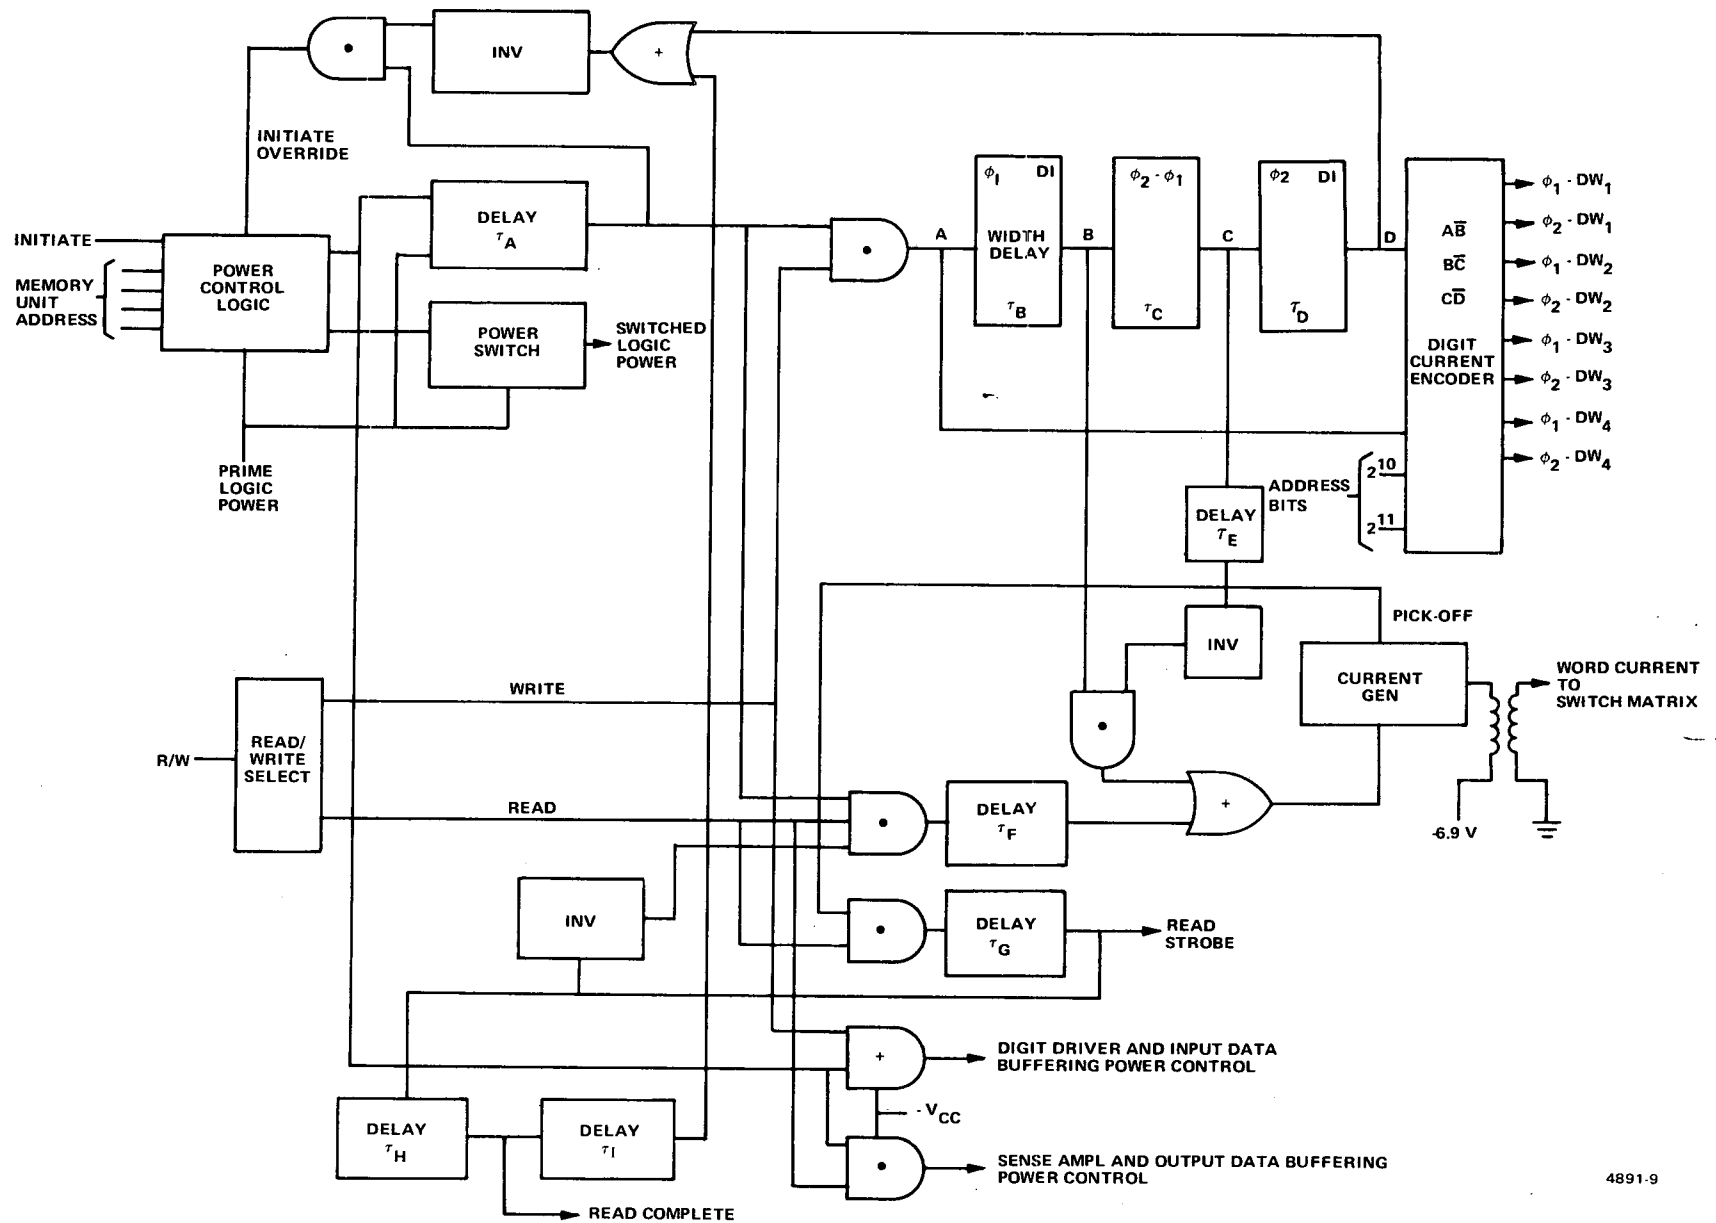 INV
+
•
INITIATE
OVERRIDE
DELAY
τA
INITIATE
MEMORY
UNIT
ADDRESS
POWER
CONTROL
LOGIC
POWER
SWITCH
SWITCHED
LOGIC
POWER
PRIME
LOGIC
POWER
•
A
ϕ1 DI
WIDTH
DELAY
τB
B
ϕ2 - ϕ1
τC
C
ϕ2 DI
τD
D
AB̅
BC̅
CD̅
DIGIT
CURRENT
ENCODER
ϕ1 - DW1
ϕ2 - DW1
ϕ1 - DW2
ϕ2 - DW2
ϕ1 - DW3
ϕ2 - DW3
ϕ1 - DW4
ϕ2 - DW4
ADDRESS
BITS
2^10
2^11
DELAY
τE
INV
PICK-OFF
CURRENT
GEN
WORD CURRENT
TO
SWITCH MATRIX
-6.9 V
R/W
READ/
WRITE
SELECT
WRITE
READ
•
•
DELAY
τF
+
INV
•
DELAY
τG
READ
STROBE
+
DIGIT DRIVER AND INPUT DATA
BUFFERING POWER CONTROL
- VCC
•
SENSE AMPL AND OUTPUT DATA BUFFERING
POWER CONTROL
DELAY
τH
DELAY
τI
READ COMPLETE
4891-9